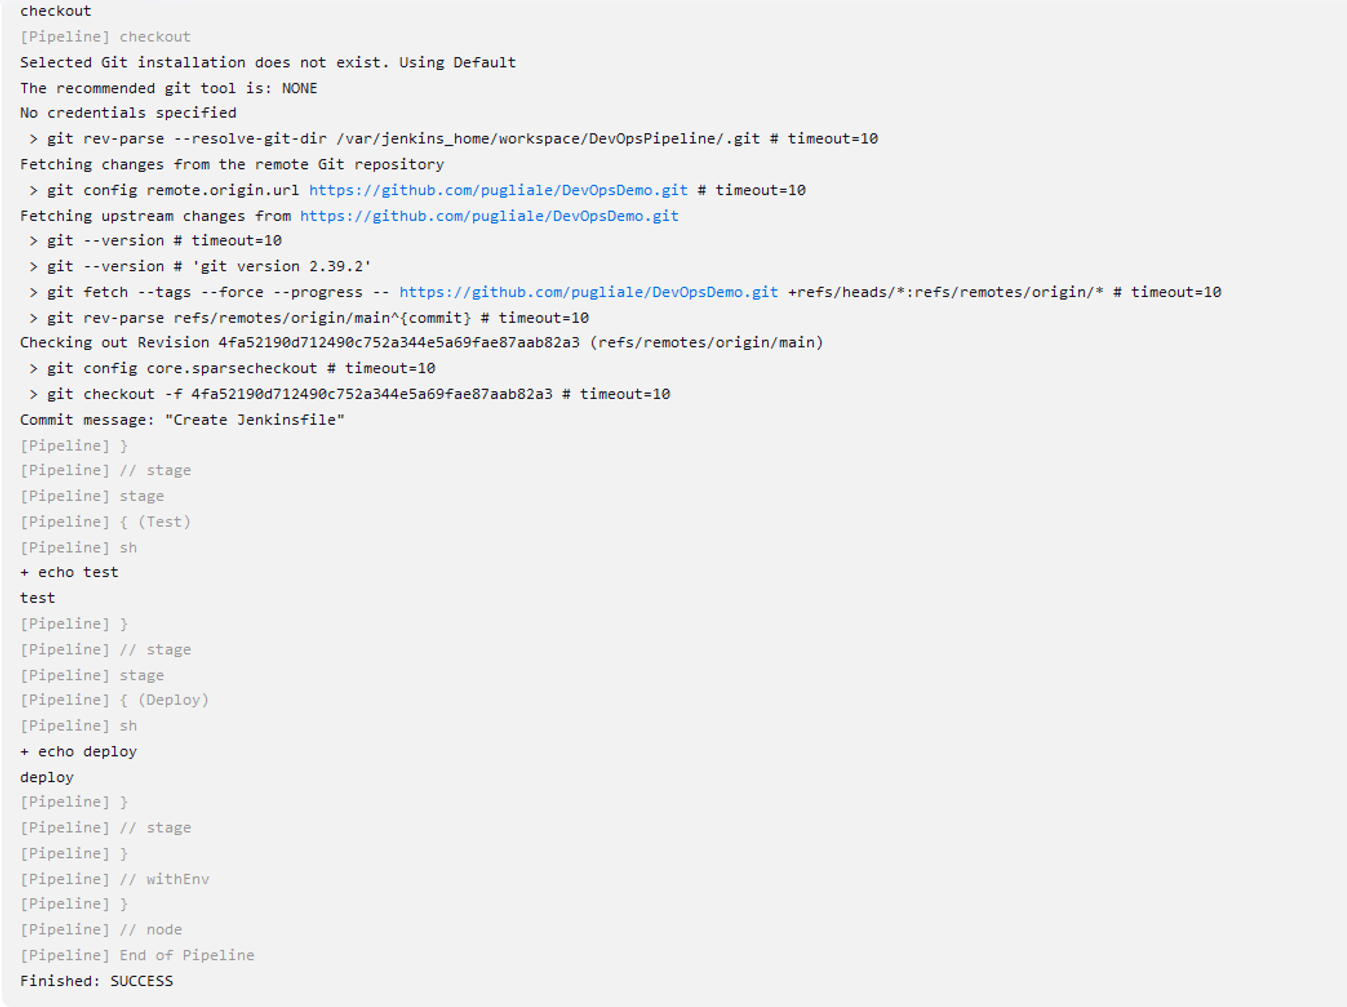 checkout
[Pipeline] checkout
Selected Git installation does not exist. Using Default
The recommended git tool is: NONE
No credentials specified
 > git rev-parse --resolve-git-dir /var/jenkins_home/workspace/DevOpsPipeline/.git # timeout=10
Fetching changes from the remote Git repository
 > git config remote.origin.url https://github.com/pugliale/DevOpsDemo.git # timeout=10
Fetching upstream changes from https://github.com/pugliale/DevOpsDemo.git
 > git --version # timeout=10
 > git --version # 'git version 2.39.2'
 > git fetch --tags --force --progress -- https://github.com/pugliale/DevOpsDemo.git +refs/heads/*:refs/remotes/origin/* # timeout=10
 > git rev-parse refs/remotes/origin/main^{commit} # timeout=10
Checking out Revision 4fa52190d712490c752a344e5a69fae87aab82a3 (refs/remotes/origin/main)
 > git config core.sparsecheckout # timeout=10
 > git checkout -f 4fa52190d712490c752a344e5a69fae87aab82a3 # timeout=10
Commit message: "Create Jenkinsfile"
[Pipeline] }
[Pipeline] // stage
[Pipeline] stage
[Pipeline] { (Test)
[Pipeline] sh
+ echo test
test
[Pipeline] }
[Pipeline] // stage
[Pipeline] stage
[Pipeline] { (Deploy)
[Pipeline] sh
+ echo deploy
deploy
[Pipeline] }
[Pipeline] // stage
[Pipeline] }
[Pipeline] // withEnv
[Pipeline] }
[Pipeline] // node
[Pipeline] End of Pipeline
Finished: SUCCESS